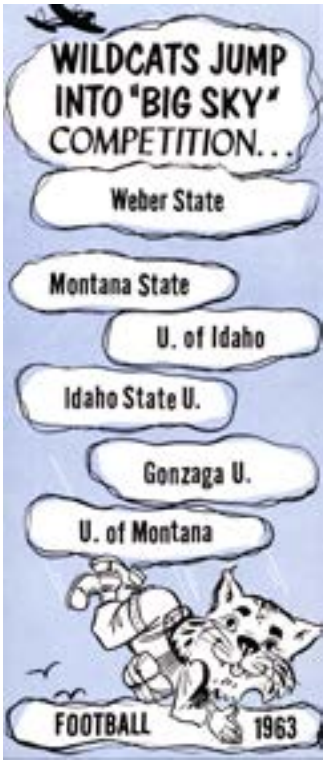 WILDCATS JUMP
INTO "BIG SKY"
COMPETITION...
Weber State
Montana State
U. of Idaho
Idaho State U.
Gonzaga U.
U. of Montana
FOOTBALL 1963